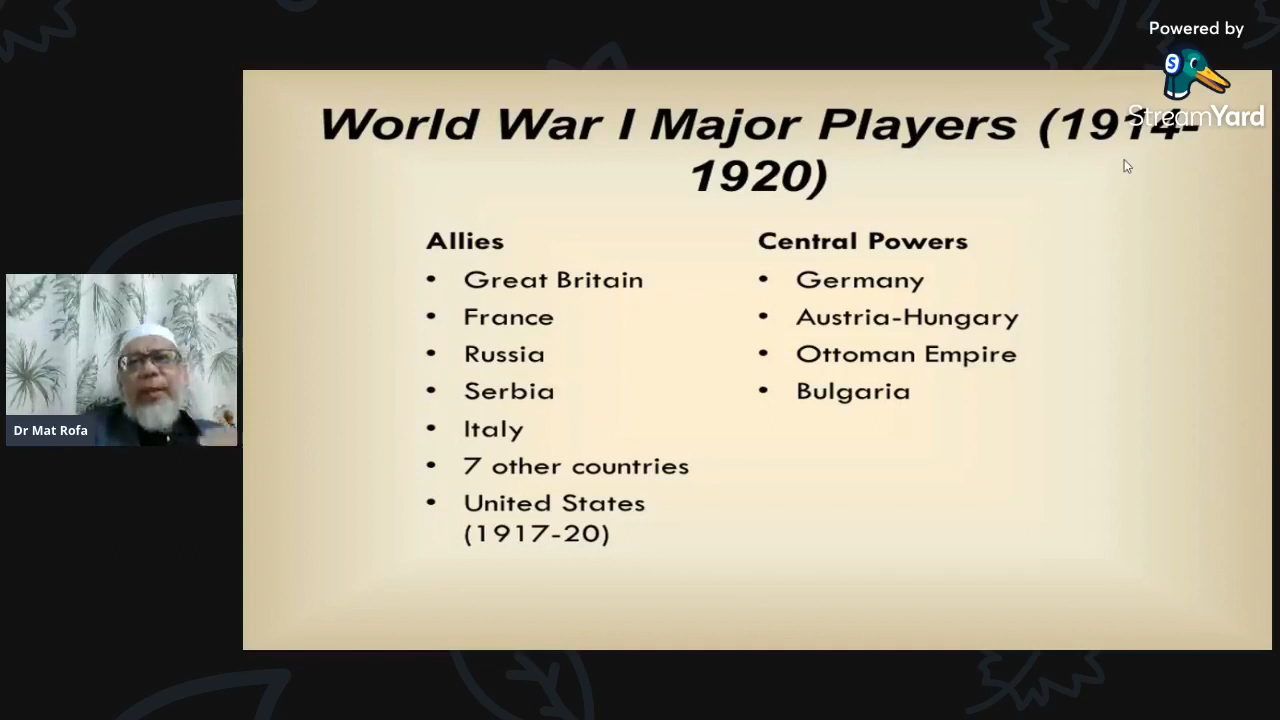 Powered by
StreamYard
World War I Major Players (1914-
1920)
Allies
• Great Britain
• France
• Russia
• Serbia
• Italy
• 7 other countries
• United States
(1917-20)
Central Powers
• Germany
• Austria-Hungary
• Ottoman Empire
• Bulgaria
Dr Mat Rofa